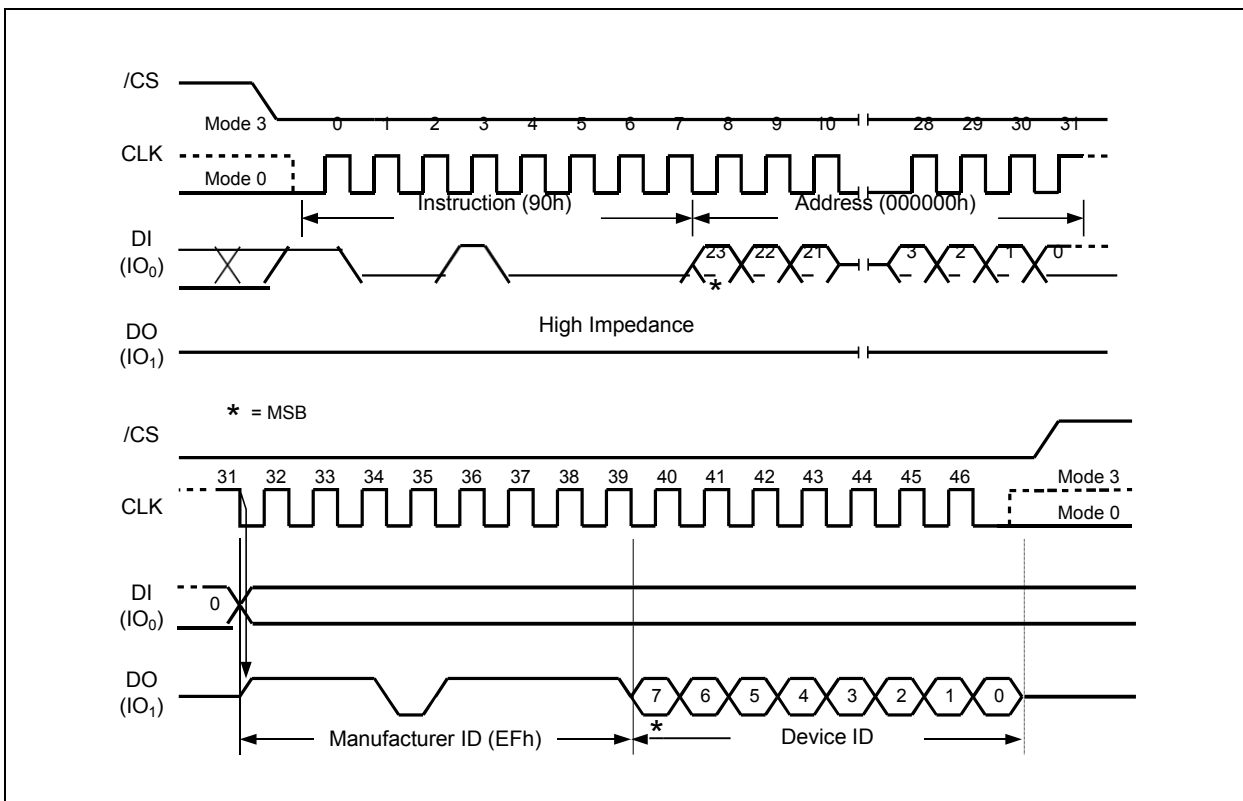 /CS
Mode 3 0 1 2 3 4 5 6 7 8 9 10 28 29 30 31
CLK
Mode 0
Instruction (90h) Address (000000h)
DI
(IO₀)
23 22 21 3 2 1 0
*
High Impedance
DO
(IO₁)
* = MSB
/CS
31 32 33 34 35 36 37 38 39 40 41 42 43 44 45 46 Mode 3
CLK
Mode 0
DI
(IO₀)
0
DO
(IO₁)
7 6 5 4 3 2 1 0
*
Manufacturer ID (EFh) Device ID